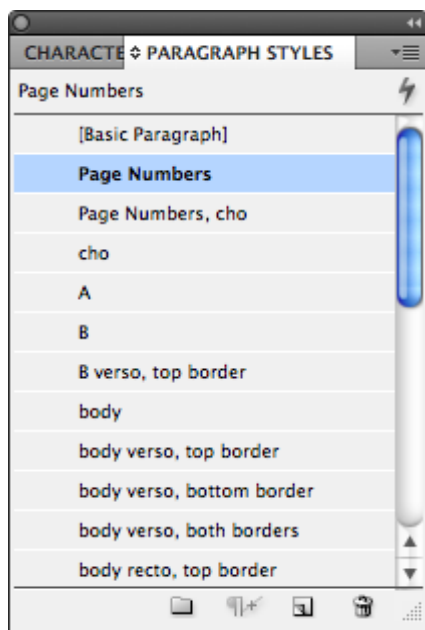 CHARACTE PARAGRAPH STYLES
Page Numbers
[Basic Paragraph]
Page Numbers
Page Numbers, cho
cho
A
B
B verso, top border
body
body verso, top border
body verso, bottom border
body verso, both borders
body recto, top border